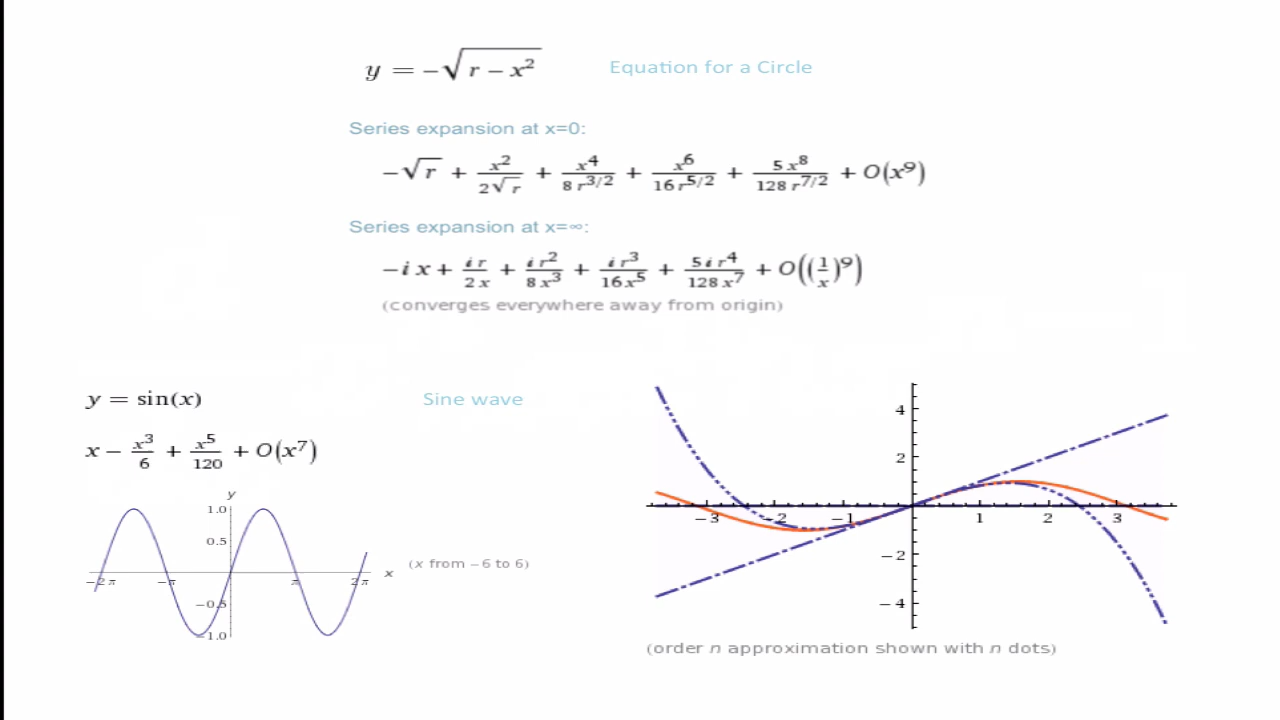 y = −√(r − x²) Equation for a Circle
Series expansion at x=0:
−√r + x²/(2√r) + x⁴/(8 r^(3/2)) + x⁶/(16 r^(5/2)) + 5 x⁸/(128 r^(7/2)) + O(x⁹)
Series expansion at x=∞:
−i x + i r/(2 x) + i r²/(8 x³) + i r³/(16 x⁵) + 5 i r⁴/(128 x⁷) + O((1/x)⁹)
(converges everywhere away from origin)
y = sin(x) Sine wave
x − x³/6 + x⁵/120 + O(x⁷)
y
1.0
0.5
−2π −π π 2π x
−0.5
−1.0
(x from −6 to 6)
4
2
−3 −2 −1 1 2 3
−2
−4
(order n approximation shown with n dots)